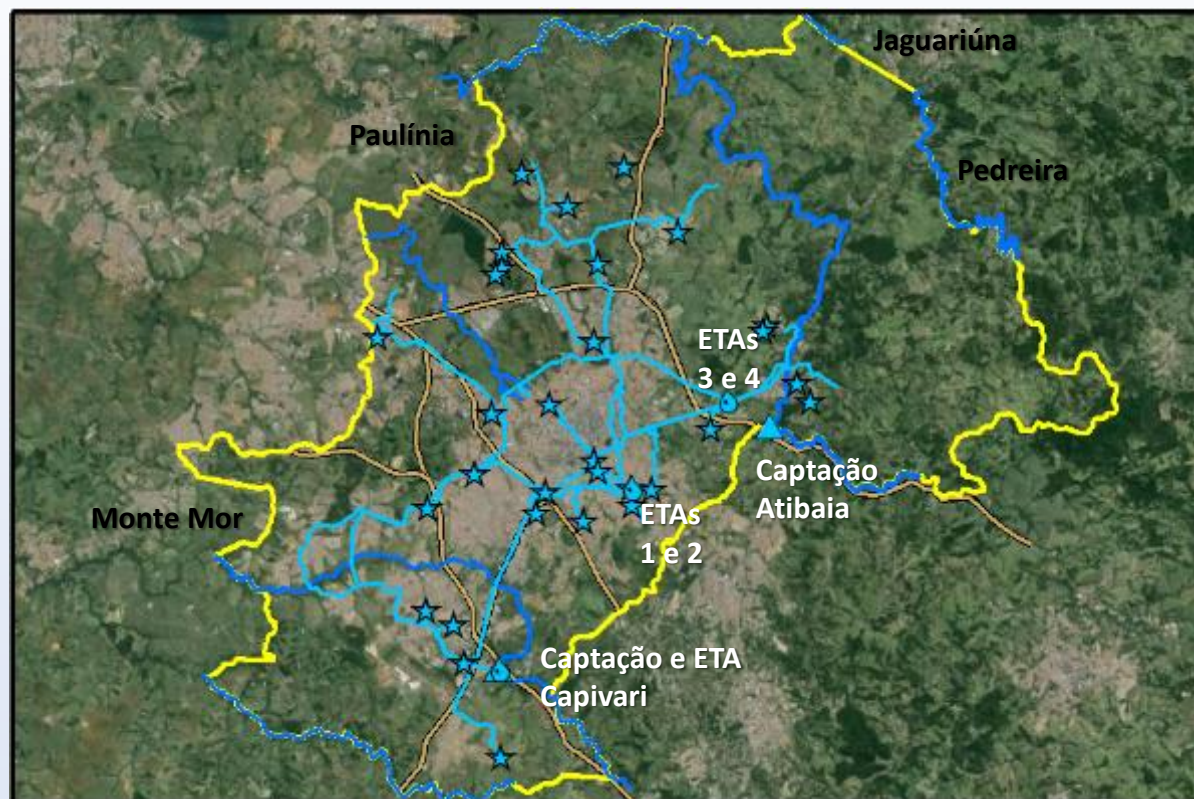 Jaguariúna
Paulínia
Pedreira
ETAs
3 e 4
Captação
Atibaia
Monte Mor
ETAs
1 e 2
Captação e ETA
Capivari